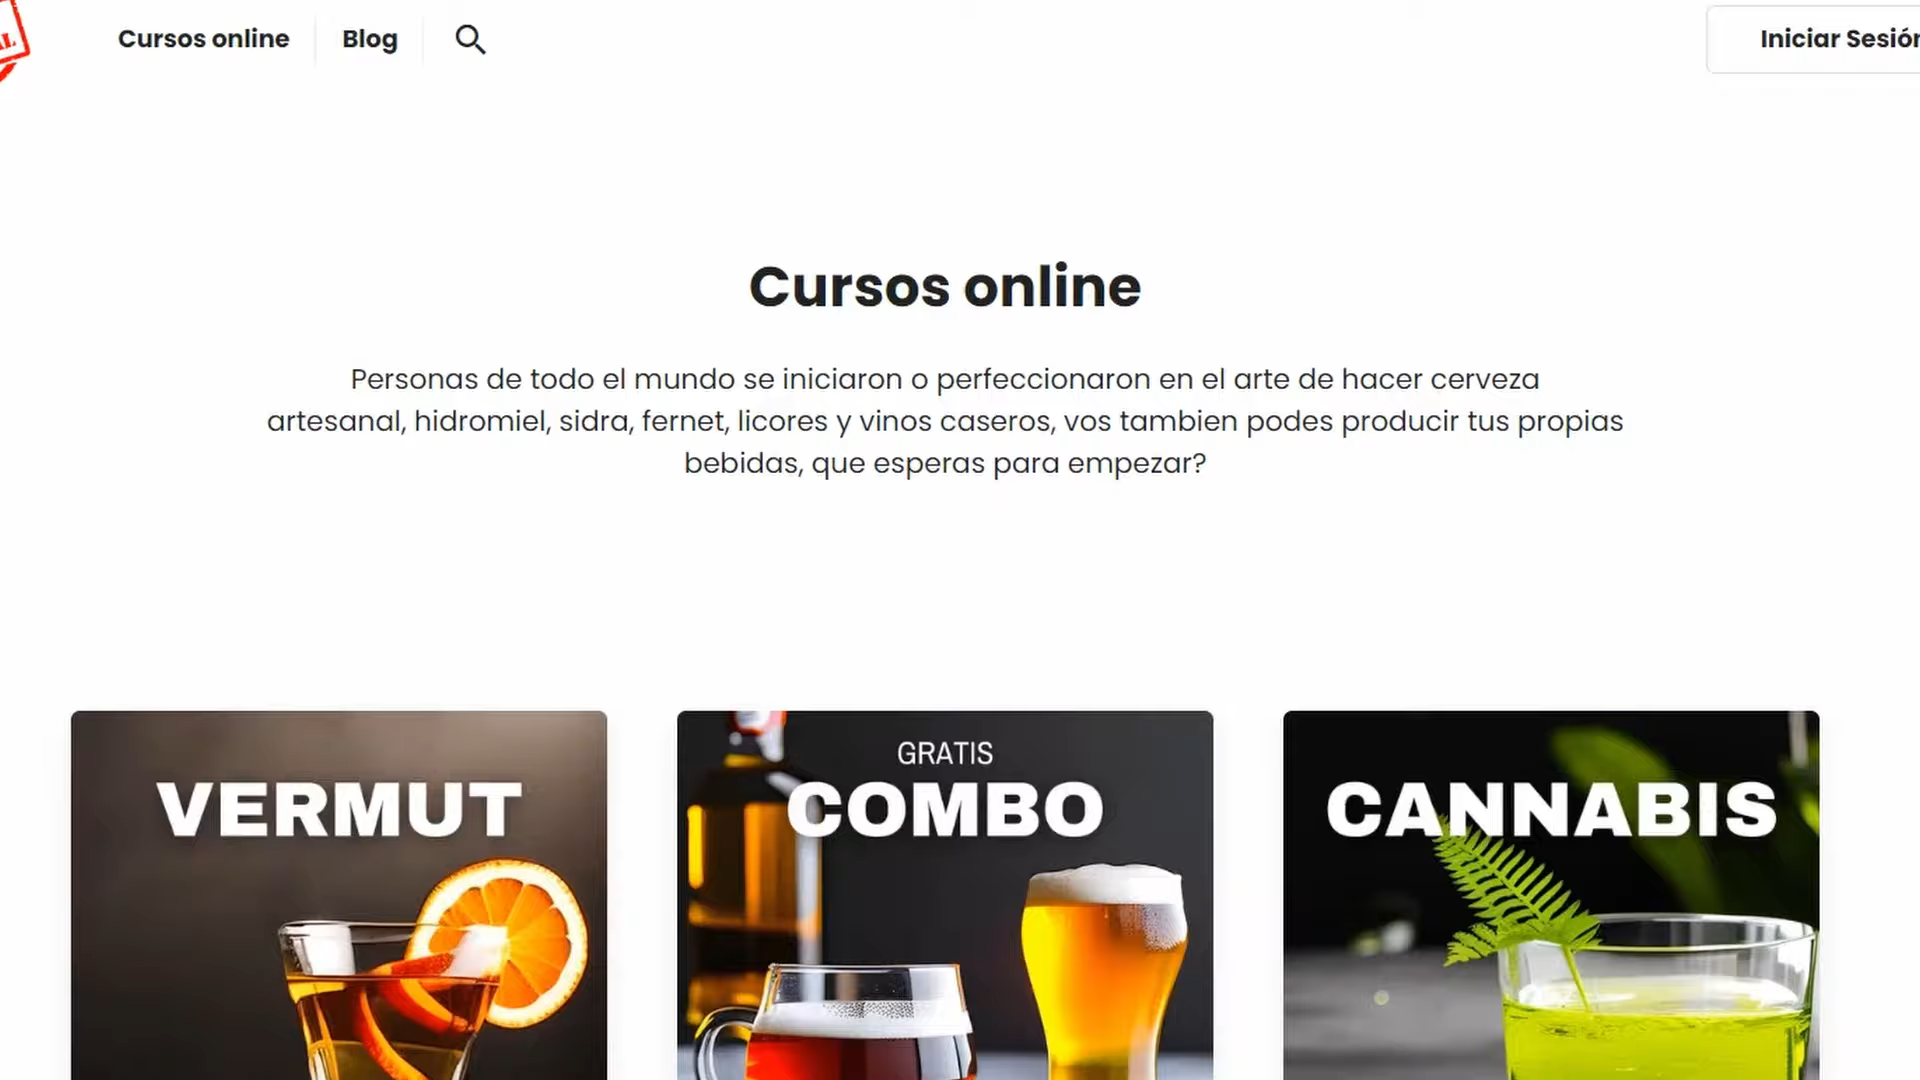 Cursos online
Blog
Iniciar Sesión
Cursos online
Personas de todo el mundo se iniciaron o perfeccionaron en el arte de hacer cerveza
artesanal, hidromiel, sidra, fernet, licores y vinos caseros, vos tambien podes producir tus propias
bebidas, que esperas para empezar?
VERMUT
GRATIS
COMBO
CANNABIS